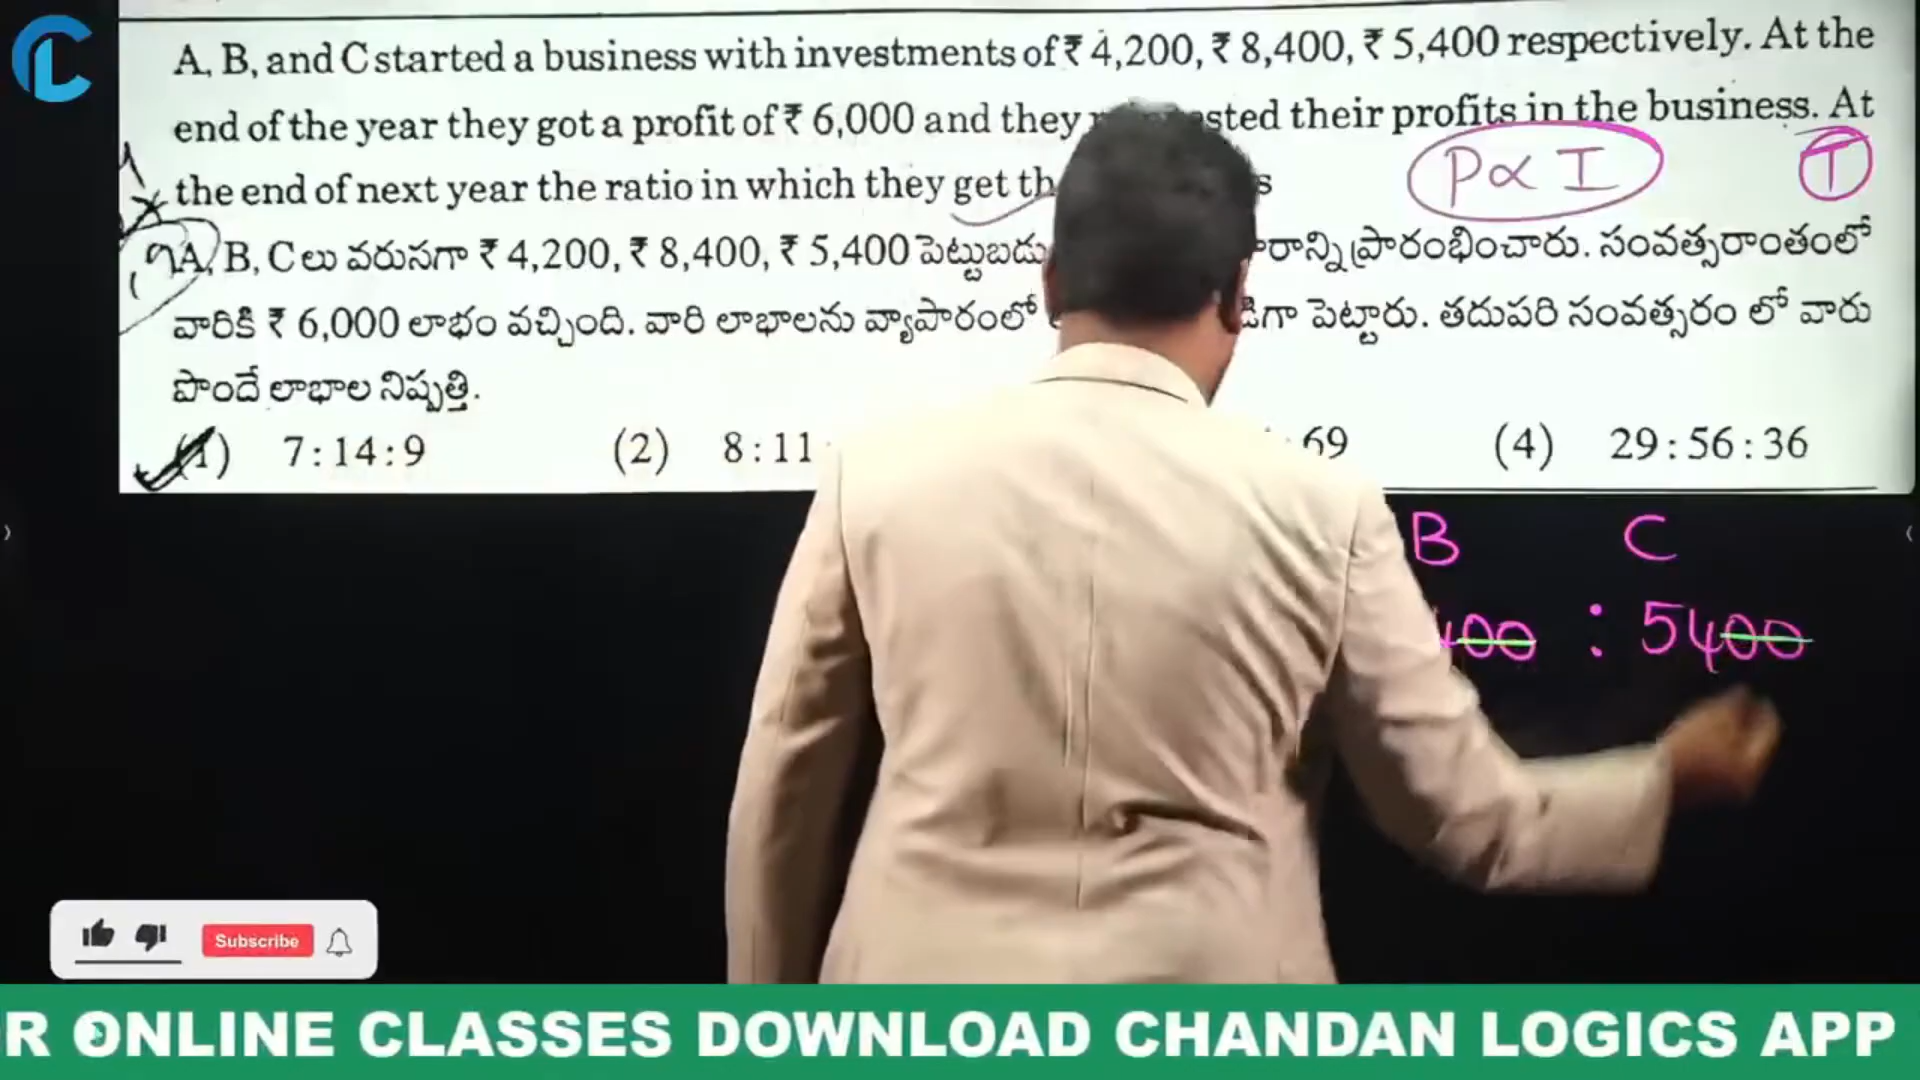 A, B, and C started a business with investments of ₹ 4,200, ₹ 8,400, ₹ 5,400 respectively. At the
end of the year they got a profit of ₹ 6,000 and they their profits in the business. At
the end of next year the ratio in which they get
P∝ I
T
A, B, C లు వరుసగా ₹ 4,200, ₹ 8,400, ₹ 5,400 ప్రారంభించారు. సంవత్సరాంతంలో
వారికి ₹ 6,000 లాభం వచ్చింది. వారి లాభాలను వ్యాపారంలో పెట్టారు. తదుపరి సంవత్సరం లో వారు
పొందే లాభాల నిష్పత్తి.
(1) 7 : 14 : 9 (2) 8 : 11 69 (4) 29 : 56 : 36
B C
00 : 5400
Subscribe
ONLINE CLASSES DOWNLOAD CHANDAN LOGICS APP